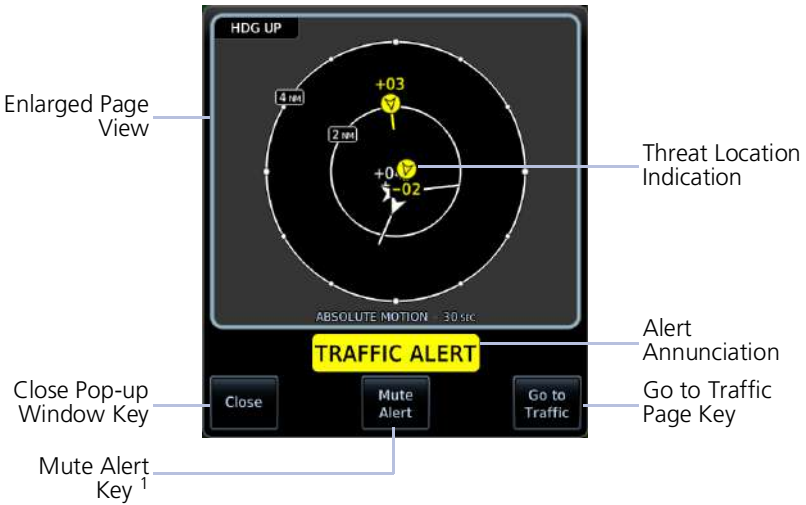 HDG UP
+03
4 NM
Enlarged Page
View
2 NM
Threat Location
Indication
-02
ABSOLUTE MOTION - 30 SEC
TRAFFIC ALERT
Alert
Annunciation
Close Pop-up
Window Key
Close
Mute
Alert
Go to
Traffic
Go to Traffic
Page Key
Mute Alert
Key 1